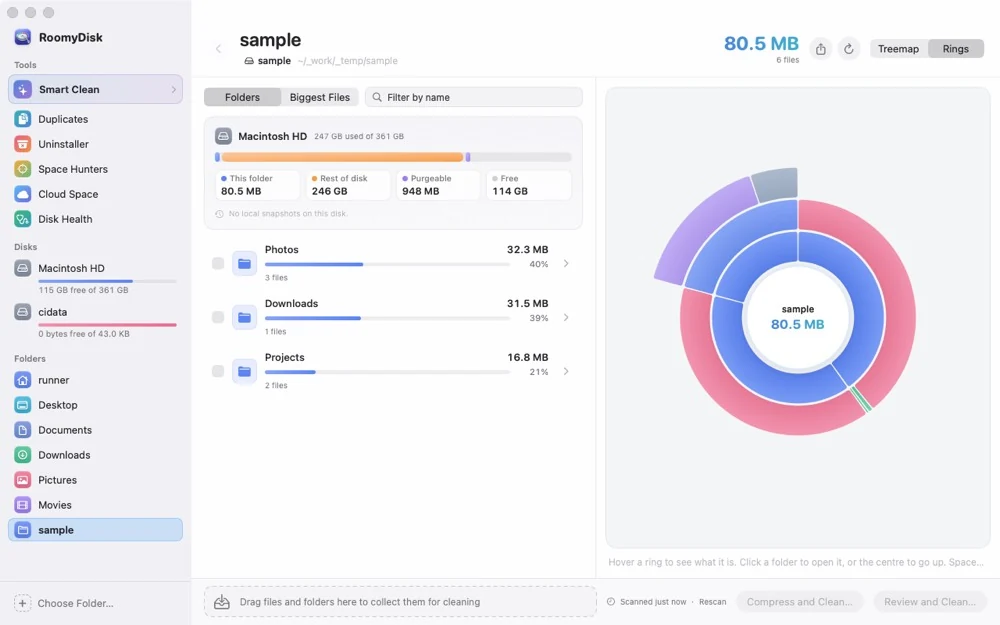 RoomyDisk
Tools
Smart Clean
Duplicates
Uninstaller
Space Hunters
Cloud Space
Disk Health
Disks
Macintosh HD
115 GB free of 361 GB
cidata
0 bytes free of 43.0 KB
Folders
runner
Desktop
Documents
Downloads
Pictures
Movies
sample
Choose Folder...
sample
sample ~/_work/_temp/sample
80.5 MB
6 files
Treemap Rings
Folders Biggest Files Filter by name
Macintosh HD 247 GB used of 361 GB
This folder
80.5 MB
Rest of disk
246 GB
Purgeable
948 MB
Free
114 GB
No local snapshots on this disk.
Photos 32.3 MB
40%
3 files
Downloads 31.5 MB
39%
1 files
Projects 16.8 MB
21%
2 files
sample
80.5 MB
Hover a ring to see what it is. Click a folder to open it, or the centre to go up. Space...
Drag files and folders here to collect them for cleaning
Scanned just now · Rescan
Compress and Clean...
Review and Clean...